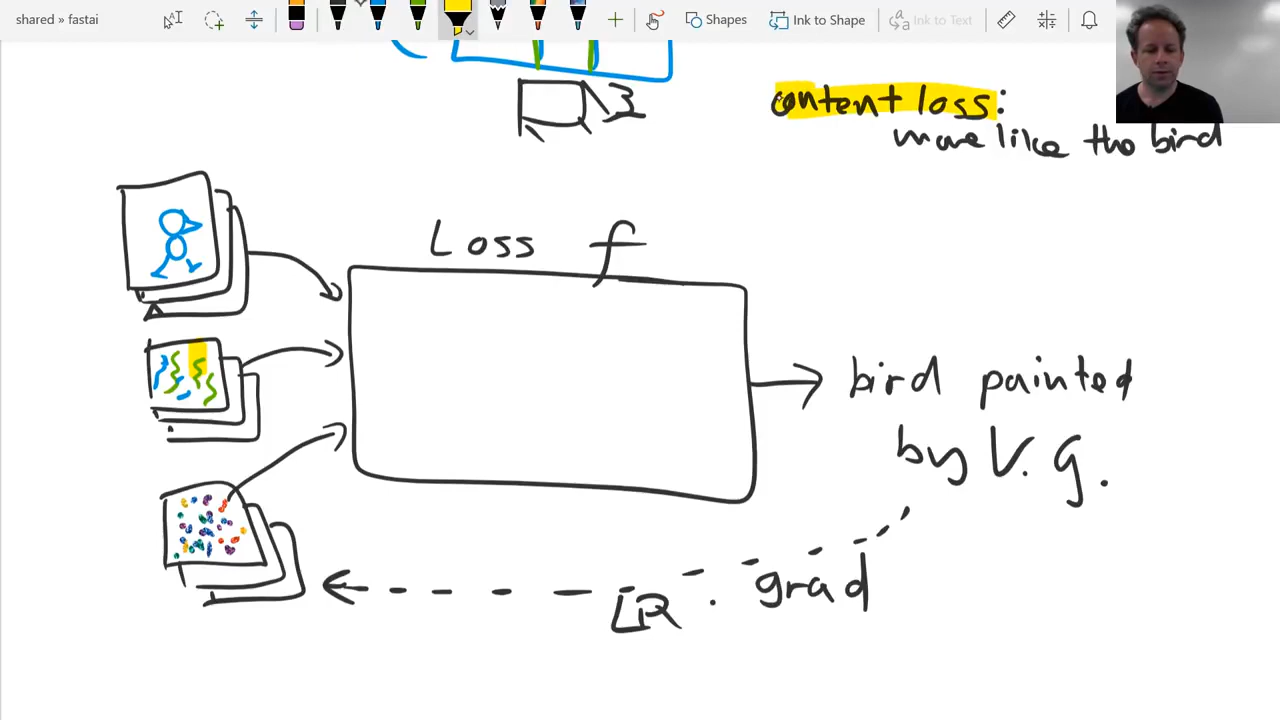 shared » fastai
Shapes
Ink to Shape
Ink to Text
3
content loss:
more like the bird
Loss f
bird painted
by V. G.
LR . grad